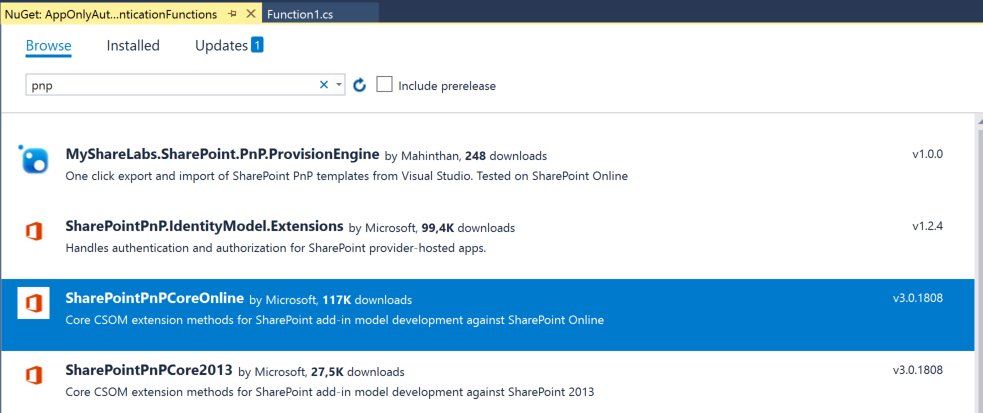 NuGet: AppOnlyAut...nticationFunctions Function1.cs
Browse Installed Updates 1
pnp Include prerelease
MyShareLabs.SharePoint.PnP.ProvisionEngine by Mahinthan, 248 downloads v1.0.0
One click export and import of SharePoint PnP templates from Visual Studio. Tested on SharePoint Online
SharePointPnP.IdentityModel.Extensions by Microsoft, 99,4K downloads v1.2.4
Handles authentication and authorization for SharePoint provider-hosted apps.
SharePointPnPCoreOnline by Microsoft, 117K downloads v3.0.1808
Core CSOM extension methods for SharePoint add-in model development against SharePoint Online
SharePointPnPCore2013 by Microsoft, 27,5K downloads v3.0.1808
Core CSOM extension methods for SharePoint add-in model development against SharePoint 2013